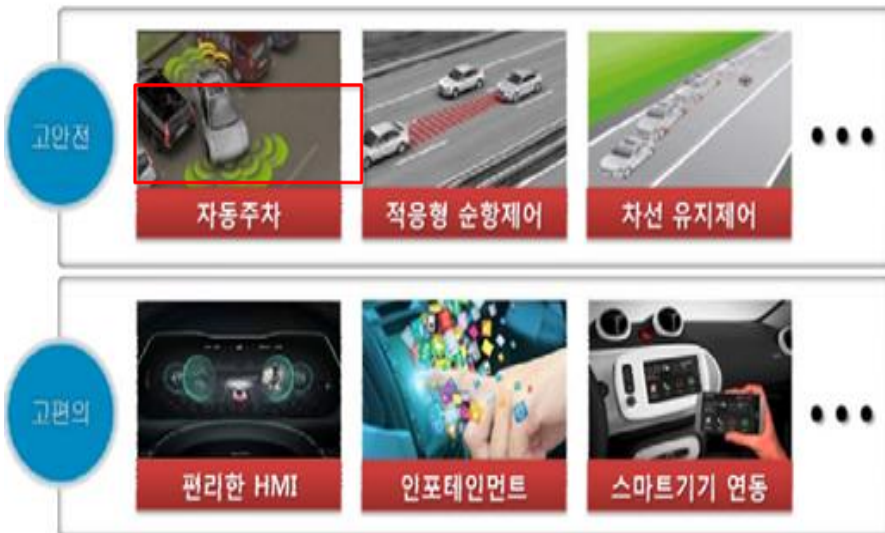 고안전
자동주차
적응형 순항제어
차선 유지제어
고편의
편리한 HMI
인포테인먼트
스마트기기 연동